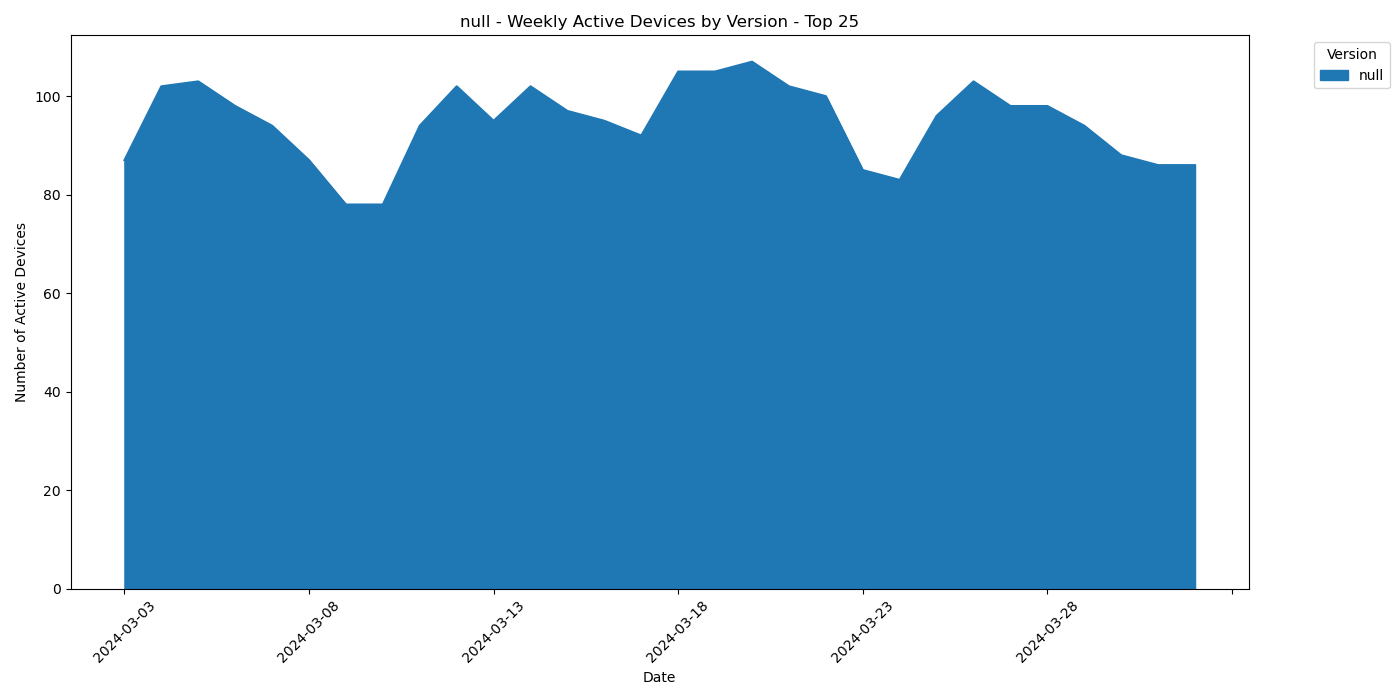 null - Weekly Active Devices by Version - Top 25
Version
null
Number of Active Devices
100
80
60
40
20
0
2024-03-03
2024-03-08
2024-03-13
2024-03-18
2024-03-23
2024-03-28
Date